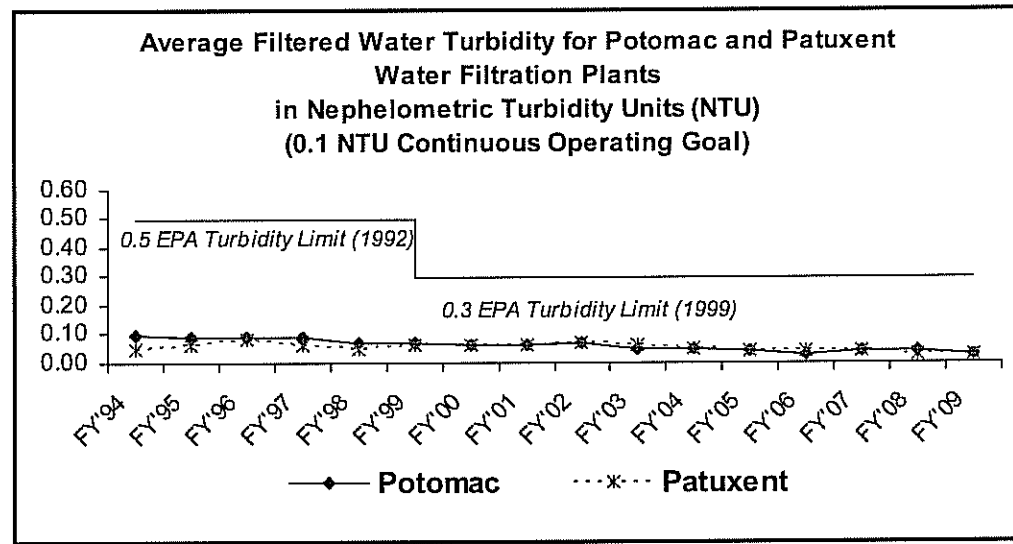 Average Filtered Water Turbidity for Potomac and Patuxent
Water Filtration Plants
in Nephelometric Turbidity Units (NTU)
(0.1 NTU Continuous Operating Goal)
0.60
0.50
0.40
0.30
0.20
0.10
0.00
0.5 EPA Turbidity Limit (1992)
0.3 EPA Turbidity Limit (1999)
FY'94
FY'95
FY'96
FY'97
FY'98
FY'99
FY'00
FY'01
FY'02
FY'03
FY'04
FY'05
FY'06
FY'07
FY'08
FY'09
Potomac
Patuxent